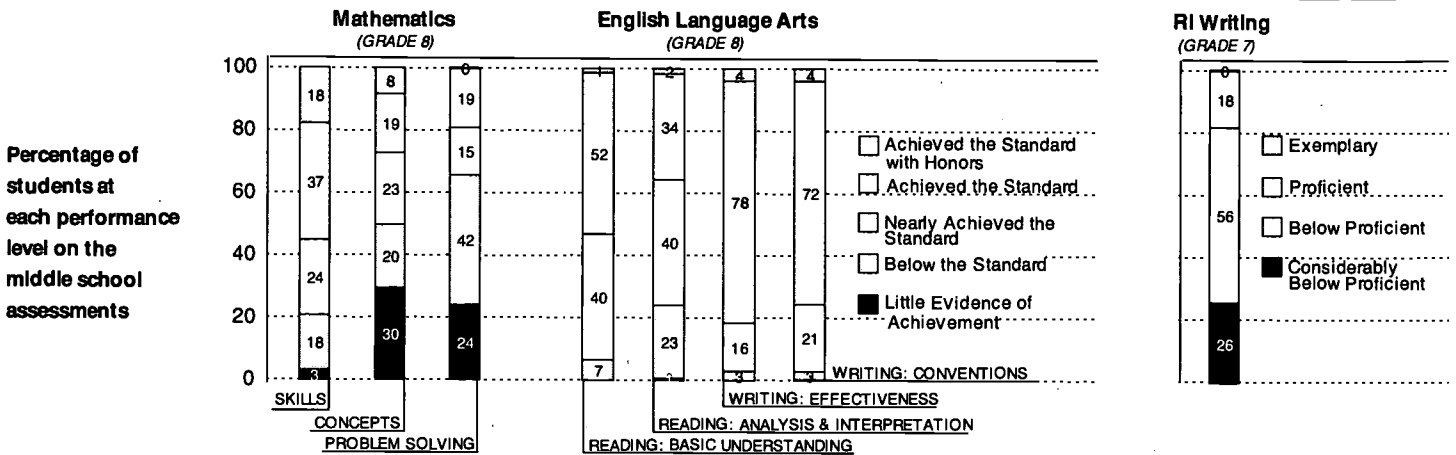 Mathematics
(GRADE 8)
English Language Arts
(GRADE 8)
RI Writing
(GRADE 7)
Percentage of
students at
each performance
level on the
middle school
assessments
100
80
60
40
20
0
18
37
24
18
3
8
19
23
20
30
0
19
15
42
24
1
52
40
7
2
34
40
23
4
78
16
3
4
72
21
3
Achieved the Standard
with Honors
Achieved the Standard
Nearly Achieved the
Standard
Below the Standard
Little Evidence of
Achievement
0
18
56
26
Exemplary
Proficient
Below Proficient
Considerably
Below Proficient
SKILLS
CONCEPTS
PROBLEM SOLVING
WRITING: CONVENTIONS
WRITING: EFFECTIVENESS
READING: ANALYSIS & INTERPRETATION
READING: BASIC UNDERSTANDING